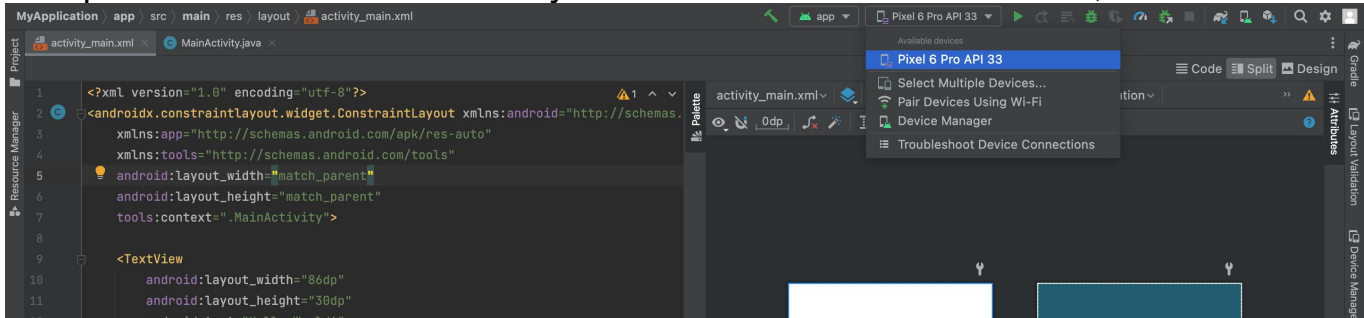 MyApplication > app > src > main > res > layout > activity_main.xml
app
Pixel 6 Pro API 33
activity_main.xml
MainActivity.java
Available devices
Pixel 6 Pro API 33
Select Multiple Devices...
Pair Devices Using Wi-Fi
Device Manager
Troubleshoot Device Connections
Code
Split
Design
Project
Resource Manager
1 <?xml version="1.0" encoding="utf-8"?>
2 <androidx.constraintlayout.widget.ConstraintLayout xmlns:android="http://schemas.
3 xmlns:app="http://schemas.android.com/apk/res-auto"
4 xmlns:tools="http://schemas.android.com/tools"
5 android:layout_width="match_parent"
6 android:layout_height="match_parent"
7 tools:context=".MainActivity">
8
9 <TextView
10 android:layout_width="86dp"
11 android:layout_height="30dp"
1
Palette
activity_main.xml
0dp
Attributes
Gradle
Layout Validation